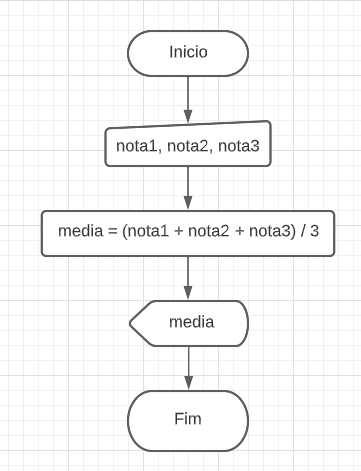 Inicio
nota1, nota2, nota3
media = (nota1 + nota2 + nota3) / 3
media
Fim